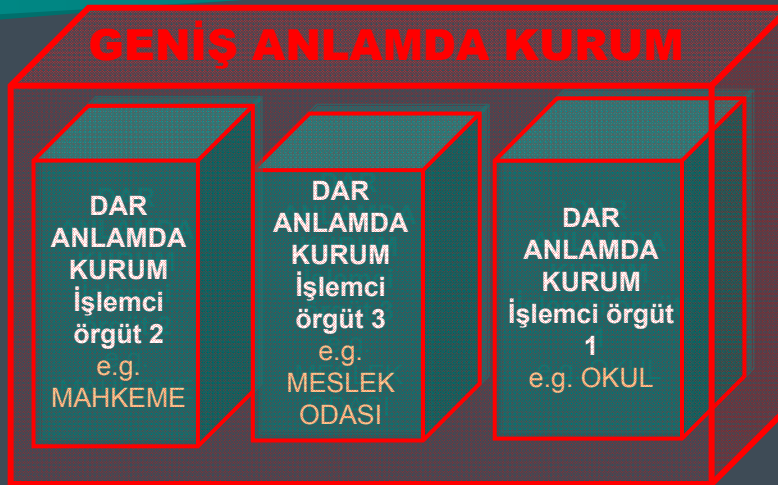 GENİŞ ANLAMDA KURUM
DAR
ANLAMDA
KURUM
İşlemci
örgüt 2
e.g.
MAHKEME
DAR
ANLAMDA
KURUM
İşlemci
örgüt 3
e.g.
MESLEK
ODASI
DAR
ANLAMDA
KURUM
İşlemci örgüt
1
e.g. OKUL